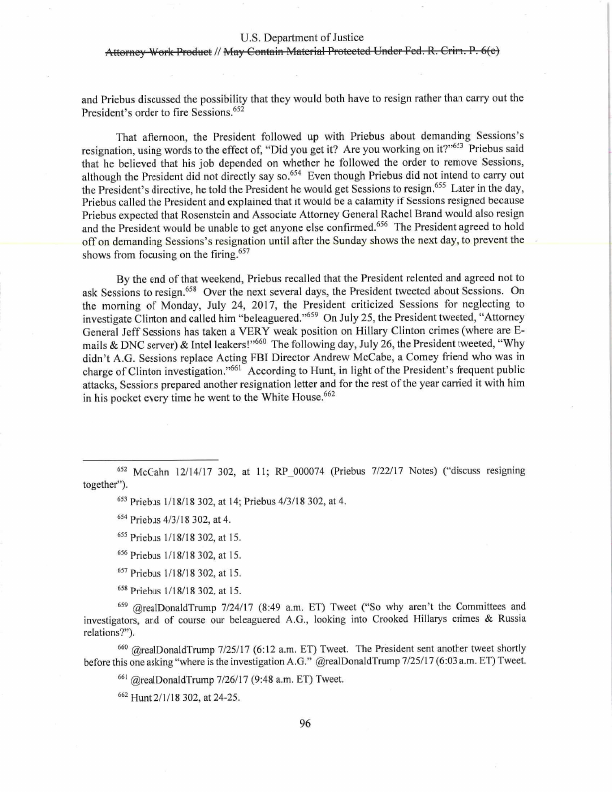 U.S. Department of Justice
Attorney Work Product // May Contain Material Protected Under Fed. R. Crim. P. 6(e)
and Priebus discussed the possibility that they would both have to resign rather than carry out the
President's order to fire Sessions.652
That afternoon, the President followed up with Priebus about demanding Sessions's
resignation, using words to the effect of, "Did you get it? Are you working on it?"653 Priebus said
that he believed that his job depended on whether he followed the order to remove Sessions,
although the President did not directly say so.654 Even though Priebus did not intend to carry out
the President's directive, he told the President he would get Sessions to resign.655 Later in the day,
Priebus called the President and explained that it would be a calamity if Sessions resigned because
Priebus expected that Rosenstein and Associate Attorney General Rachel Brand would also resign
and the President would be unable to get anyone else confirmed.656 The President agreed to hold
off on demanding Sessions's resignation until after the Sunday shows the next day, to prevent the
shows from focusing on the firing.657
By the end of that weekend, Priebus recalled that the President relented and agreed not to
ask Sessions to resign.658 Over the next several days, the President tweeted about Sessions. On
the morning of Monday, July 24, 2017, the President criticized Sessions for neglecting to
investigate Clinton and called him "beleaguered."659 On July 25, the President tweeted, "Attorney
General Jeff Sessions has taken a VERY weak position on Hillary Clinton crimes (where are E-
mails & DNC server) & Intel leakers!"660 The following day, July 26, the President tweeted, "Why
didn't A.G. Sessions replace Acting FBI Director Andrew McCabe, a Comey friend who was in
charge of Clinton investigation."661 According to Hunt, in light of the President's frequent public
attacks, Sessions prepared another resignation letter and for the rest of the year carried it with him
in his pocket every time he went to the White House.662
652 McGahn 12/14/17 302, at 11; RP_000074 (Priebus 7/22/17 Notes) ("discuss resigning
together").
653 Priebus 1/18/18 302, at 14; Priebus 4/3/18 302, at 4.
654 Priebus 4/3/18 302, at 4.
655 Priebus 1/18/18 302, at 15.
656 Priebus 1/18/18 302, at 15.
657 Priebus 1/18/18 302, at 15.
658 Priebus 1/18/18 302, at 15.
659 @realDonaldTrump 7/24/17 (8:49 a.m. ET) Tweet ("So why aren't the Committees and
investigators, and of course our beleaguered A.G., looking into Crooked Hillarys crimes & Russia
relations?").
660 @realDonaldTrump 7/25/17 (6:12 a.m. ET) Tweet. The President sent another tweet shortly
before this one asking "where is the investigation A.G." @realDonaldTrump 7/25/17 (6:03 a.m. ET) Tweet.
661 @realDonaldTrump 7/26/17 (9:48 a.m. ET) Tweet.
662 Hunt 2/1/18 302, at 24-25.
96